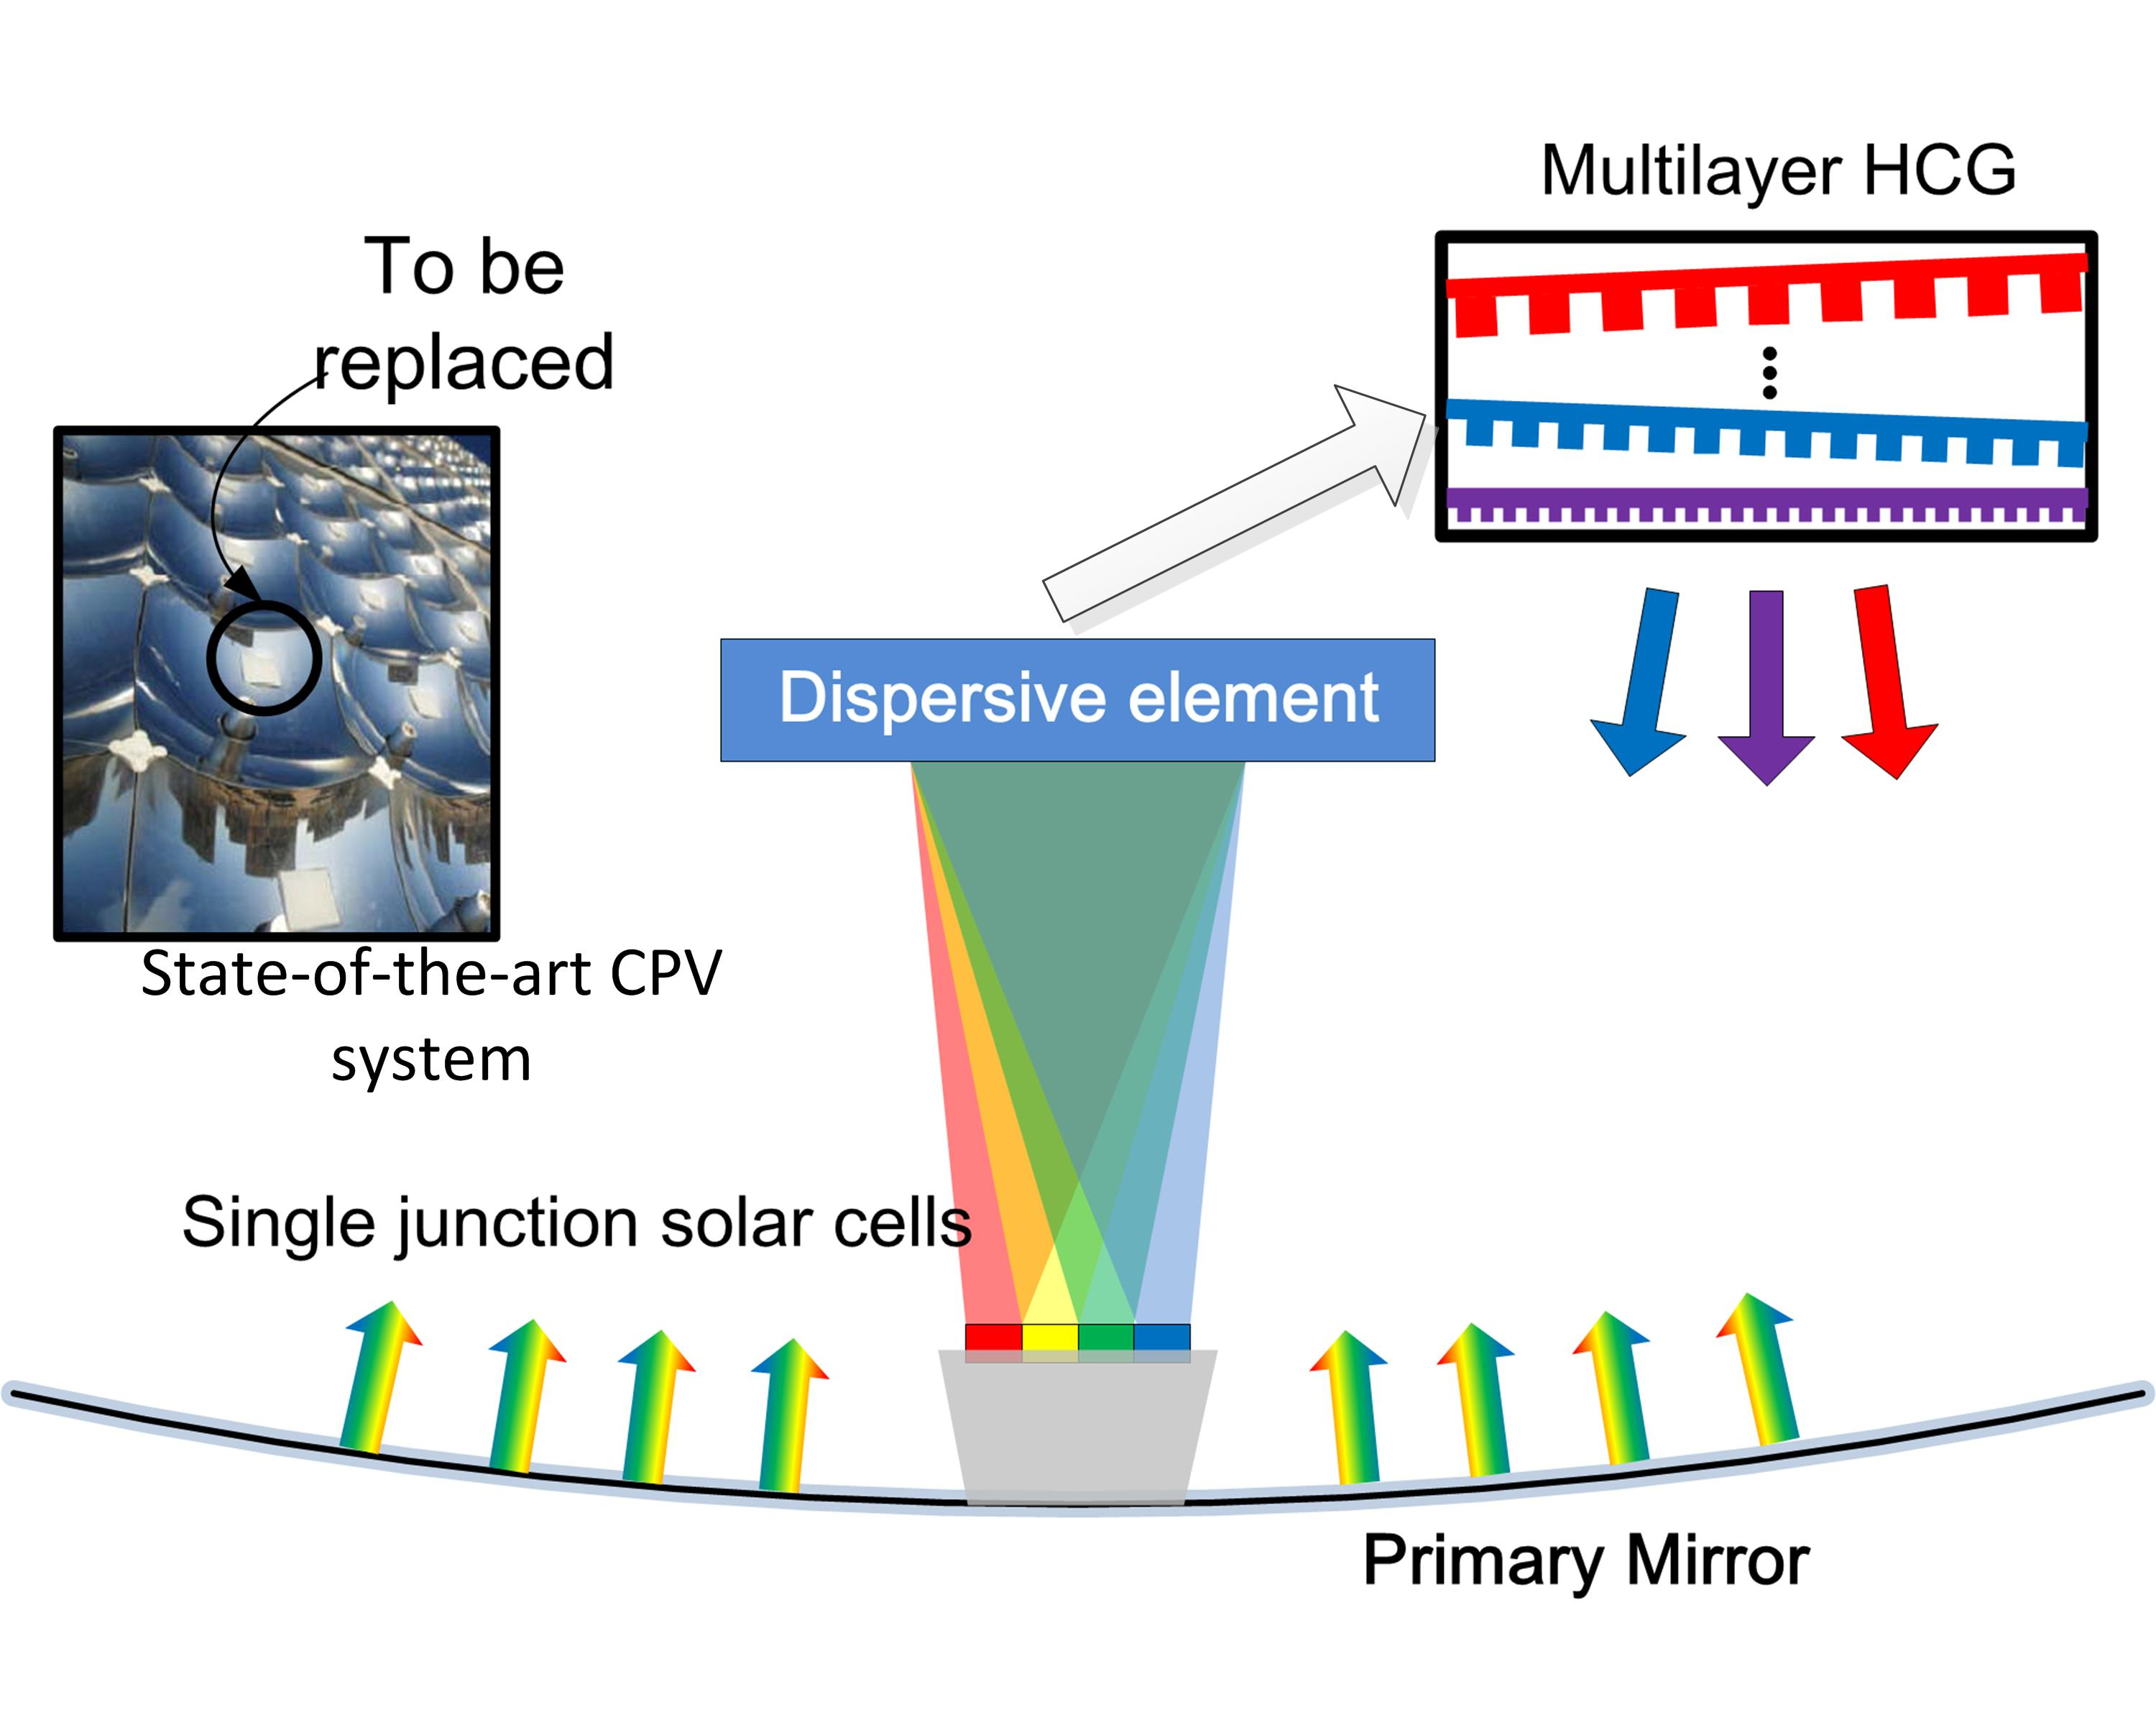 Multilayer HCG
To be
replaced
Dispersive element
State-of-the-art CPV
system
Single junction solar cells
Primary Mirror